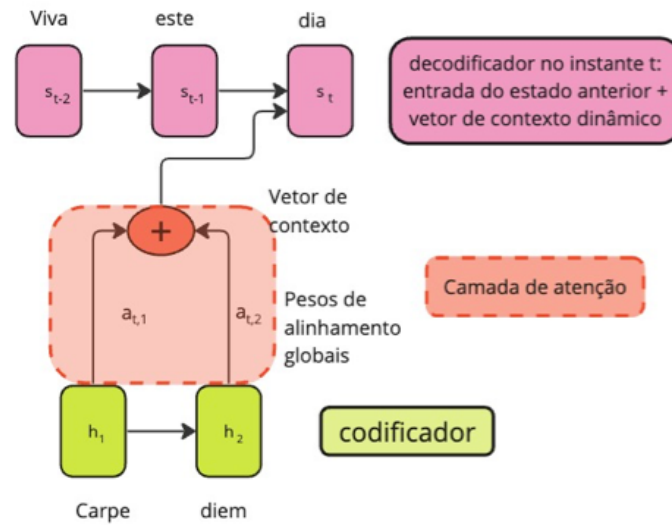 Viva este dia
s t-2 s t-1 s t
decodificador no instante t:
entrada do estado anterior +
vetor de contexto dinâmico
Vetor de
contexto
+
Camada de atenção
a t,1 a t,2
Pesos de
alinhamento
globais
h 1 h 2
codificador
Carpe diem